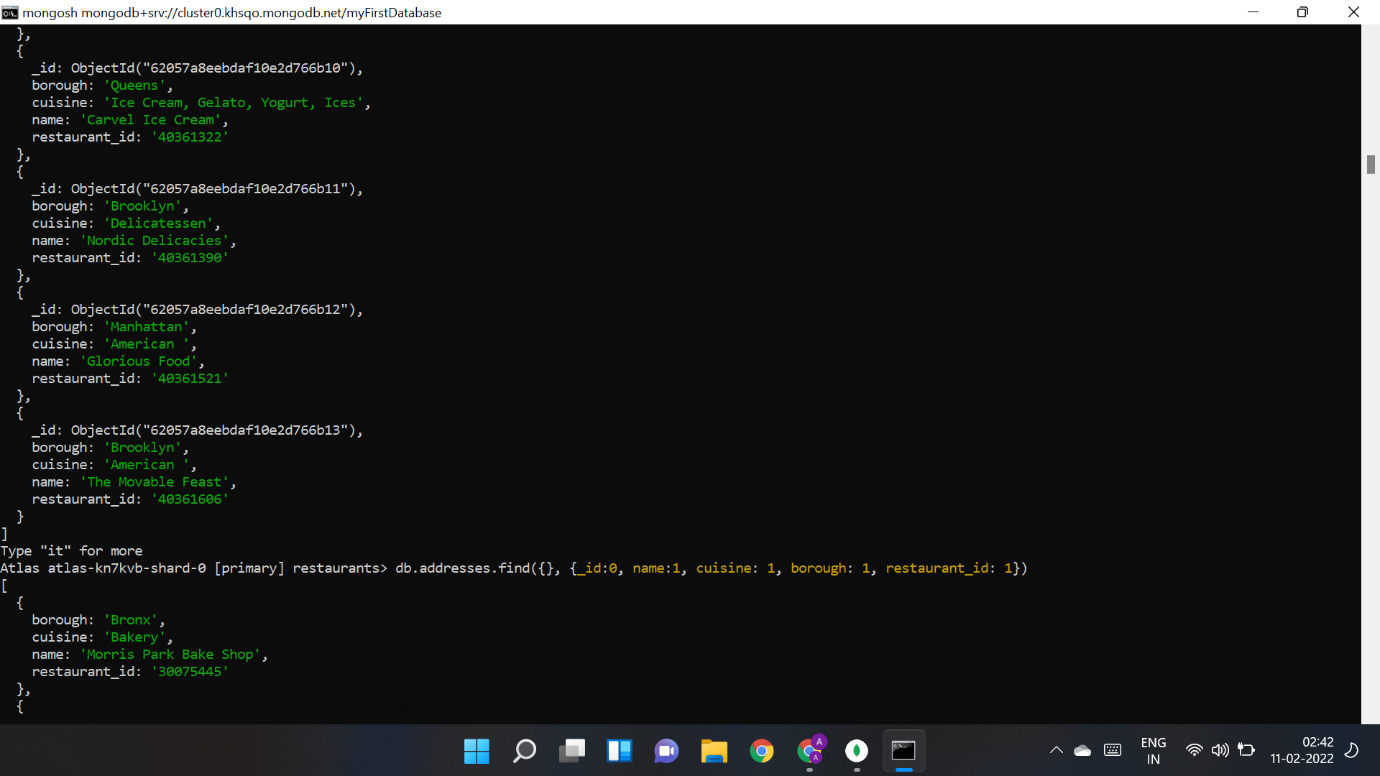 mongosh mongodb+srv://cluster0.khsqo.mongodb.net/myFirstDatabase
  },
  {
    _id: ObjectId("62057a8eebdaf10e2d766b10"),
    borough: 'Queens',
    cuisine: 'Ice Cream, Gelato, Yogurt, Ices',
    name: 'Carvel Ice Cream',
    restaurant_id: '40361322'
  },
  {
    _id: ObjectId("62057a8eebdaf10e2d766b11"),
    borough: 'Brooklyn',
    cuisine: 'Delicatessen',
    name: 'Nordic Delicacies',
    restaurant_id: '40361390'
  },
  {
    _id: ObjectId("62057a8eebdaf10e2d766b12"),
    borough: 'Manhattan',
    cuisine: 'American ',
    name: 'Glorious Food',
    restaurant_id: '40361521'
  },
  {
    _id: ObjectId("62057a8eebdaf10e2d766b13"),
    borough: 'Brooklyn',
    cuisine: 'American ',
    name: 'The Movable Feast',
    restaurant_id: '40361606'
  }
]
Type "it" for more
Atlas atlas-kn7kvb-shard-0 [primary] restaurants> db.addresses.find({}, {_id:0, name:1, cuisine: 1, borough: 1, restaurant_id: 1})
[
  {
    borough: 'Bronx',
    cuisine: 'Bakery',
    name: 'Morris Park Bake Shop',
    restaurant_id: '30075445'
  },
  {
A
A
ENG
IN
02:42
11-02-2022